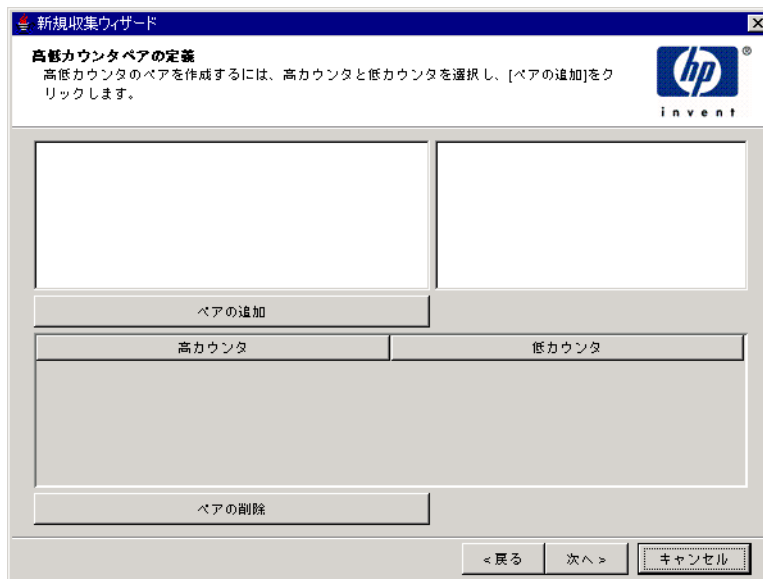 新規収集ウィザード
高低カウンタペアの定義
高低カウンタのペアを作成するには、高カウンタと低カウンタを選択し、[ペアの追加]をク
リックします。
hp
®
invent
ペアの追加
高カウンタ
低カウンタ
ペアの削除
<戻る
次へ>
キャンセル